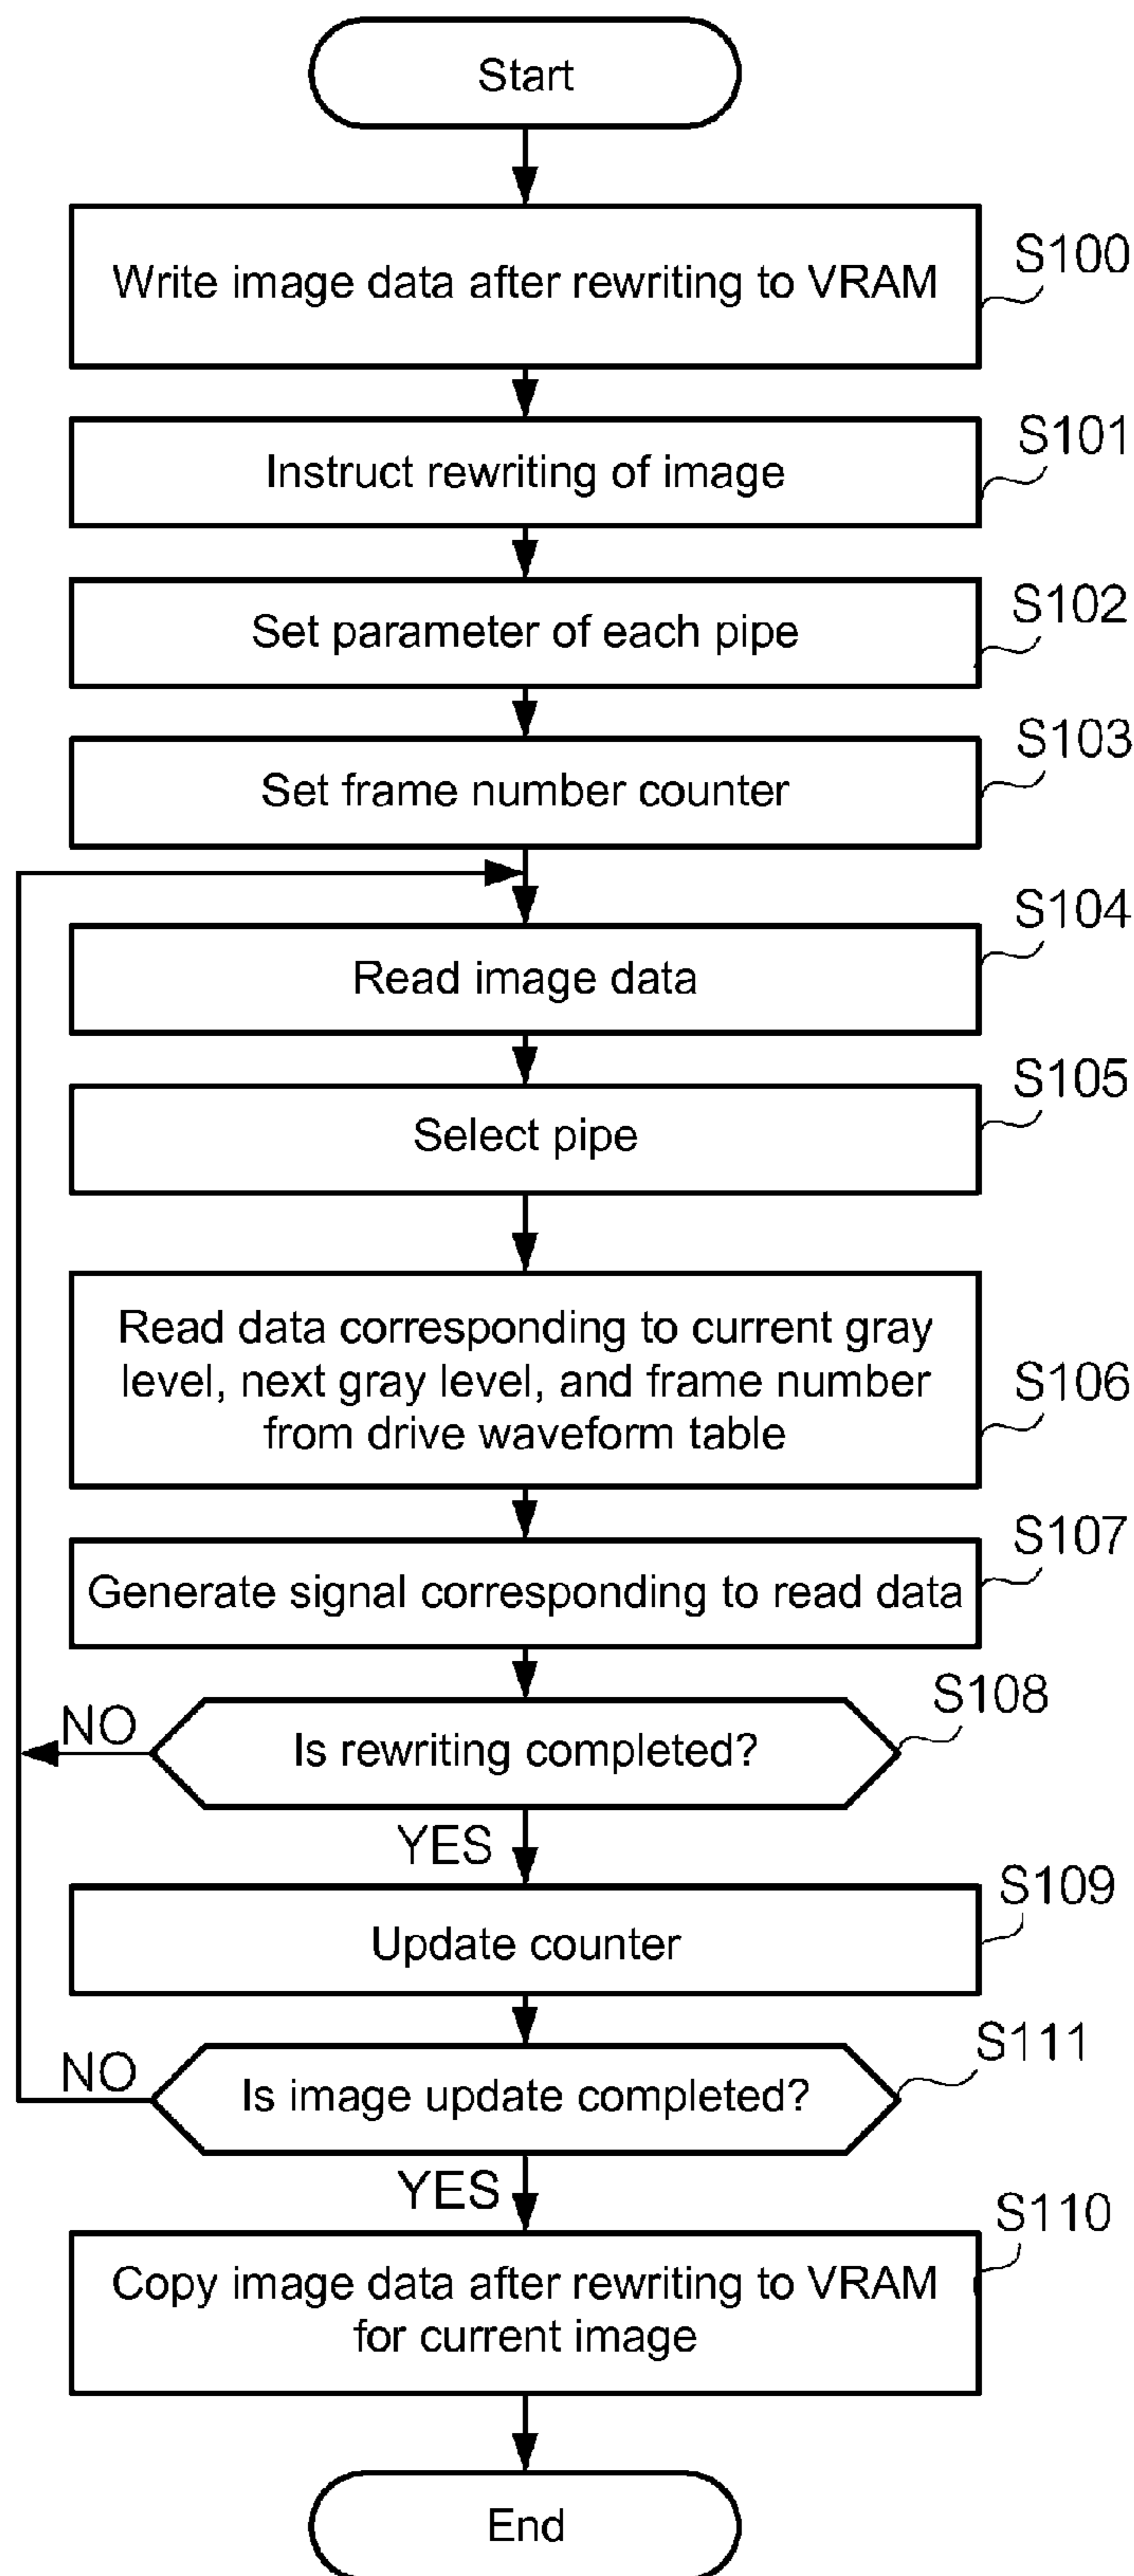 Start
Write image data after rewriting to VRAM
S100
Instruct rewriting of image
S101
Set parameter of each pipe
S102
Set frame number counter
S103
Read image data
S104
Select pipe
S105
Read data corresponding to current gray
level, next gray level, and frame number
from drive waveform table
S106
Generate signal corresponding to read data
S107
Is rewriting completed?
S108
NO
YES
Update counter
S109
Is image update completed?
S111
NO
YES
Copy image data after rewriting to VRAM
for current image
S110
End